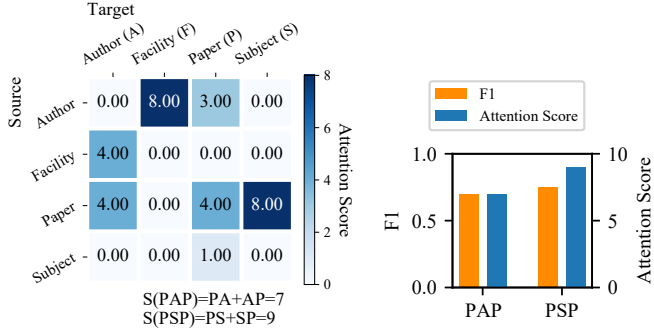 Target
Author (A)
Facility (F)
Paper (P)
Subject (S)
Source
Author
0.00 8.00 3.00 0.00
Facility
4.00 0.00 0.00 0.00
Paper
4.00 0.00 4.00 8.00
Subject
0.00 0.00 1.00 0.00
8
6
4
2
0
Attention Score
S(PAP)=PA+AP=7
S(PSP)=PS+SP=9
F1
Attention Score
1.0
0.5
0.0
F1
10
5
0
Attention Score
PAP PSP